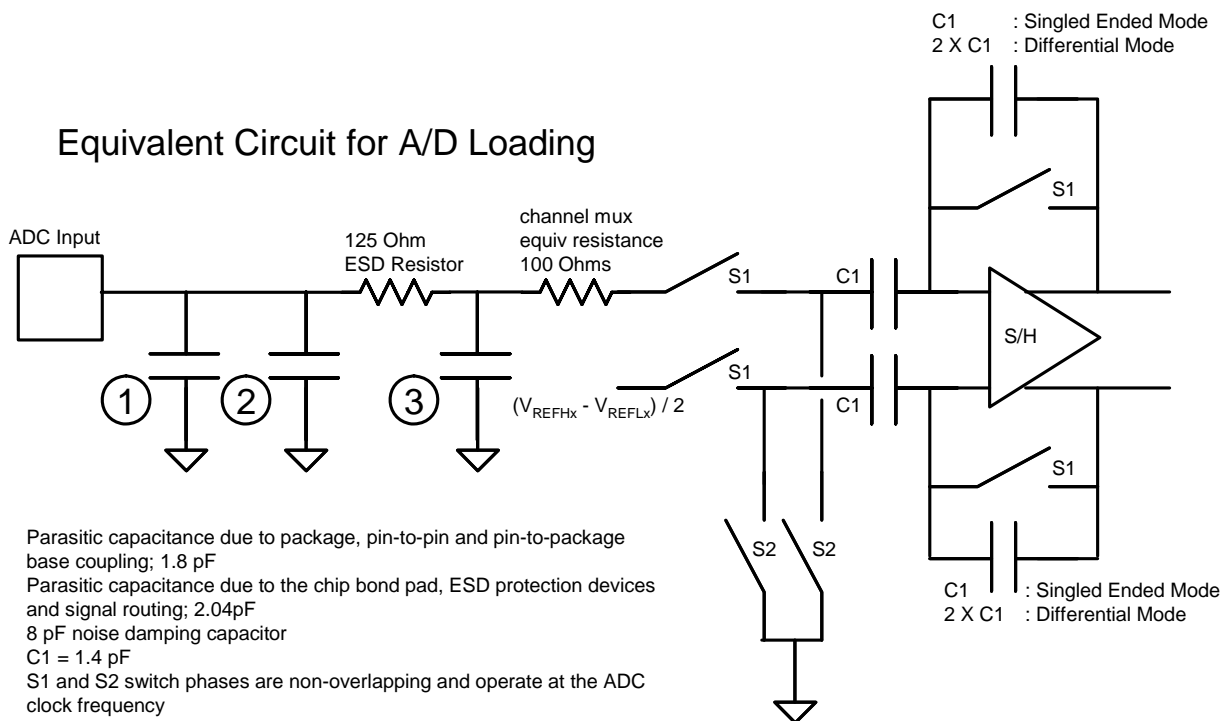 C1 : Singled Ended Mode
2 X C1 : Differential Mode
Equivalent Circuit for A/D Loading
ADC Input
125 Ohm
ESD Resistor
channel mux
equiv resistance
100 Ohms
S1
S1
C1
S/H
1
2
3
S1
(VREFHx - VREFLx) / 2
C1
S1
S2
S2
C1 : Singled Ended Mode
2 X C1 : Differential Mode
Parasitic capacitance due to package, pin-to-pin and pin-to-package
base coupling; 1.8 pF
Parasitic capacitance due to the chip bond pad, ESD protection devices
and signal routing; 2.04pF
8 pF noise damping capacitor
C1 = 1.4 pF
S1 and S2 switch phases are non-overlapping and operate at the ADC
clock frequency